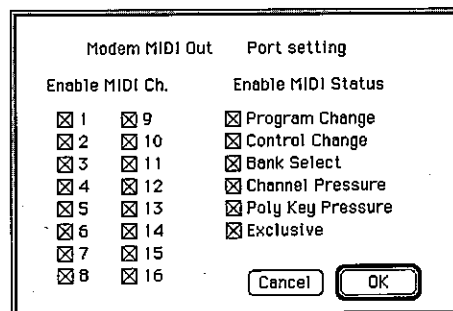 Modem MIDI Out Port setting
Enable MIDI Ch. Enable MIDI Status
1 9 Program Change
2 10 Control Change
3 11 Bank Select
4 12 Channel Pressure
5 13 Poly Key Pressure
6 14 Exclusive
7 15
8 16
Cancel OK